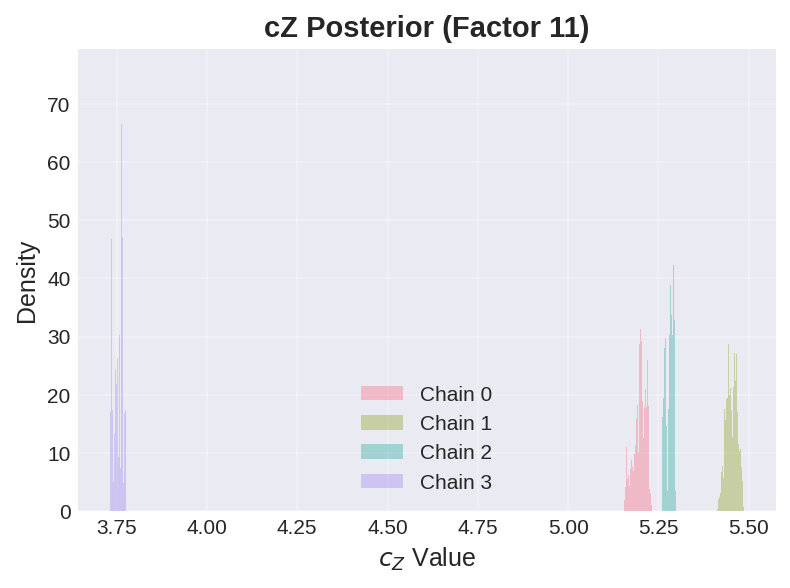 cZ Posterior (Factor 11)
Density
70
60
50
40
30
20
10
0
Chain 0
Chain 1
Chain 2
Chain 3
3.75 4.00 4.25 4.50 4.75 5.00 5.25 5.50
c_Z Value